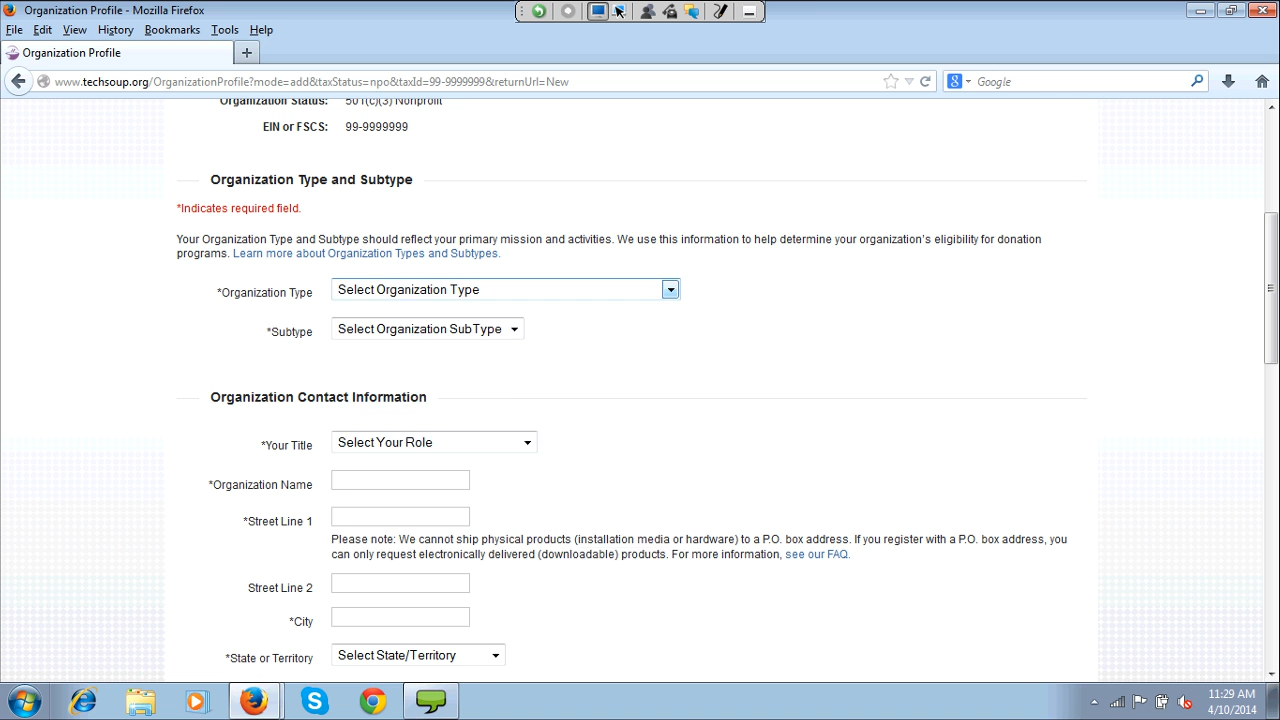 Organization Profile - Mozilla Firefox
File Edit View History Bookmarks Tools Help
Organization Profile
www.techsoup.org/OrganizationProfile?mode=add&taxStatus=npo&taxId=99-9999999&returnUrl=New
Google
Organization Status: 501(c)(3) Nonprofit
EIN or FSCS: 99-9999999
Organization Type and Subtype
*Indicates required field.
Your Organization Type and Subtype should reflect your primary mission and activities. We use this information to help determine your organization's eligibility for donation
programs. Learn more about Organization Types and Subtypes.
*Organization Type Select Organization Type
*Subtype Select Organization SubType
Organization Contact Information
*Your Title Select Your Role
*Organization Name
*Street Line 1
Please note: We cannot ship physical products (installation media or hardware) to a P.O. box address. If you register with a P.O. box address, you
can only request electronically delivered (downloadable) products. For more information, see our FAQ.
Street Line 2
*City
*State or Territory Select State/Territory
11:29 AM
4/10/2014